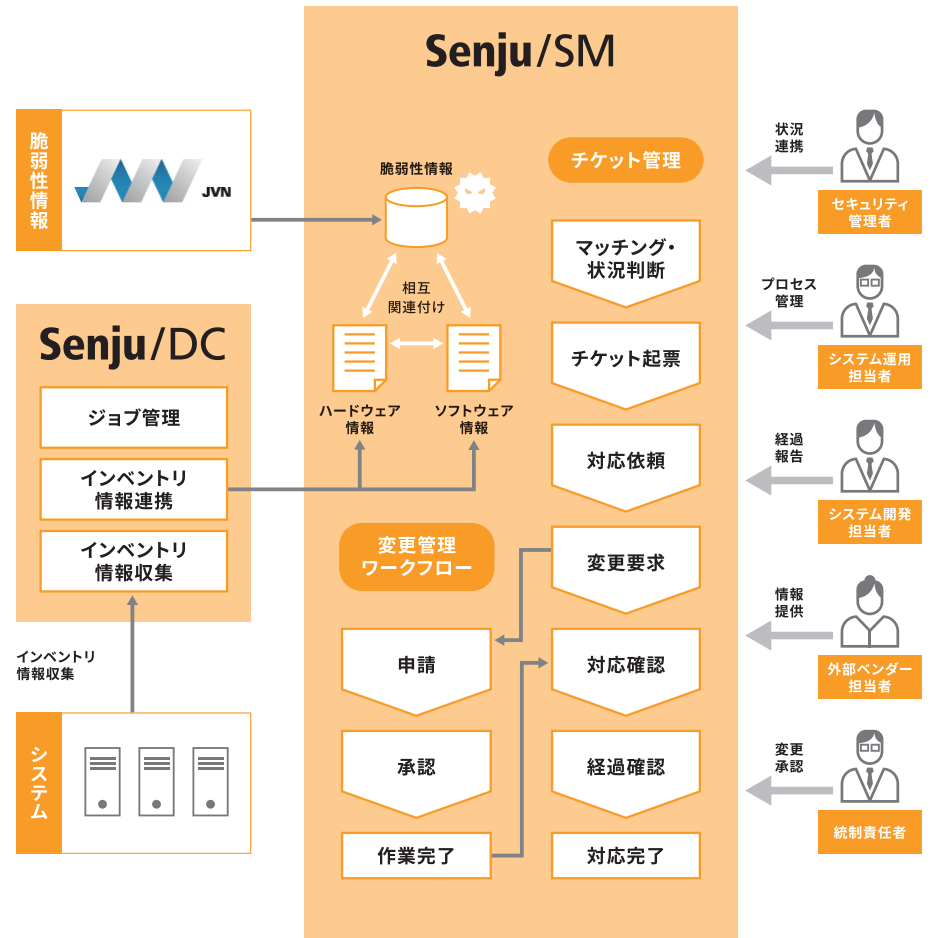 Senju/SM
脆弱性情報
JVN
脆弱性情報
相互
関連付け
ハードウェア
情報
ソフトウェア
情報
Senju/DC
ジョブ管理
インベントリ
情報連携
インベントリ
情報収集
インベントリ
情報収集
システム
チケット管理
マッチング・
状況判断
チケット起票
対応依頼
変更要求
対応確認
経過確認
対応完了
変更管理
ワークフロー
申請
承認
作業完了
状況
連携
セキュリティ
管理者
プロセス
管理
システム運用
担当者
経過
報告
システム開発
担当者
情報
提供
外部ベンダー
担当者
変更
承認
統制責任者